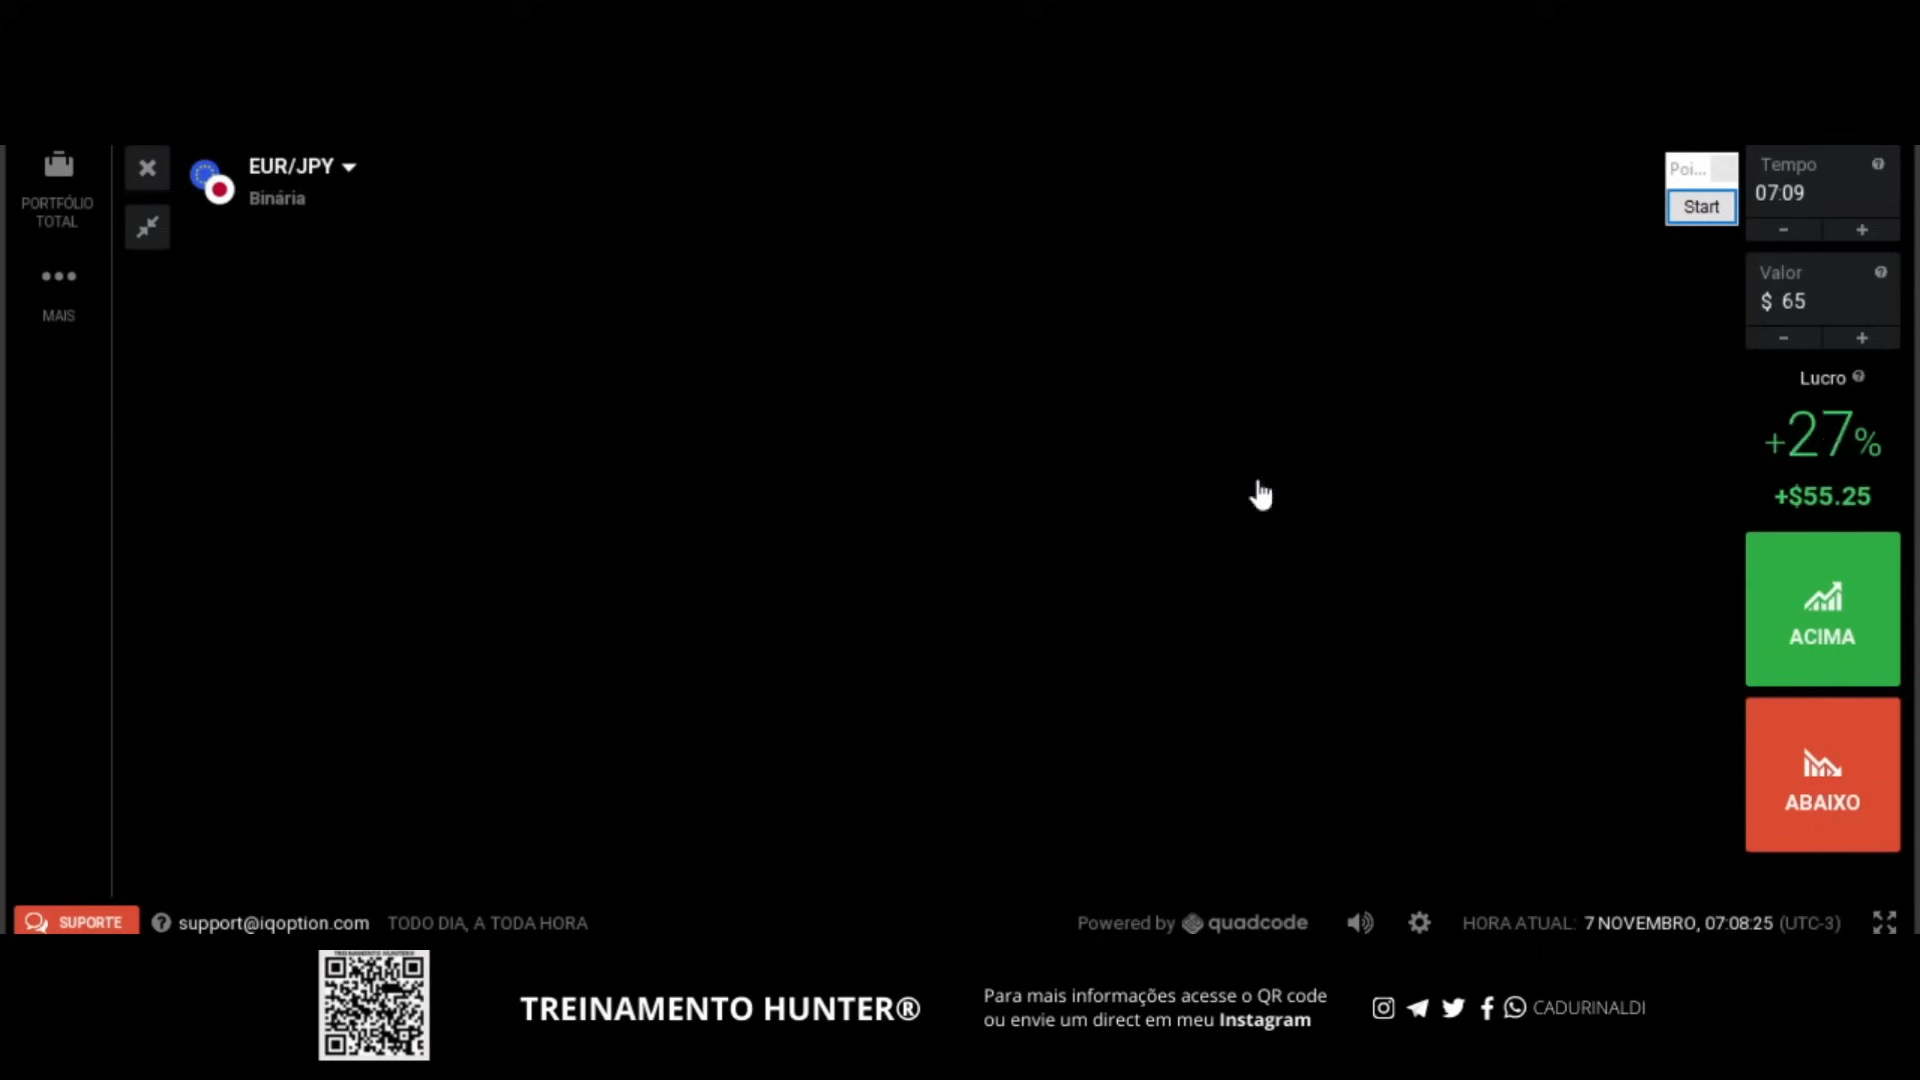 PORTFÓLIO
TOTAL
MAIS
EUR/JPY
Binária
Poi...
Start
Tempo
07:09
Valor
$ 65
Lucro
+27%
+$55.25
ACIMA
ABAIXO
SUPORTE
support@iqoption.com
TODO DIA, A TODA HORA
Powered by quadcode
HORA ATUAL: 7 NOVEMBRO, 07:08:25 (UTC-3)
TREINAMENTO HUNTER®
Para mais informações acesse o QR code
ou envie um direct em meu Instagram
CADURINALDI